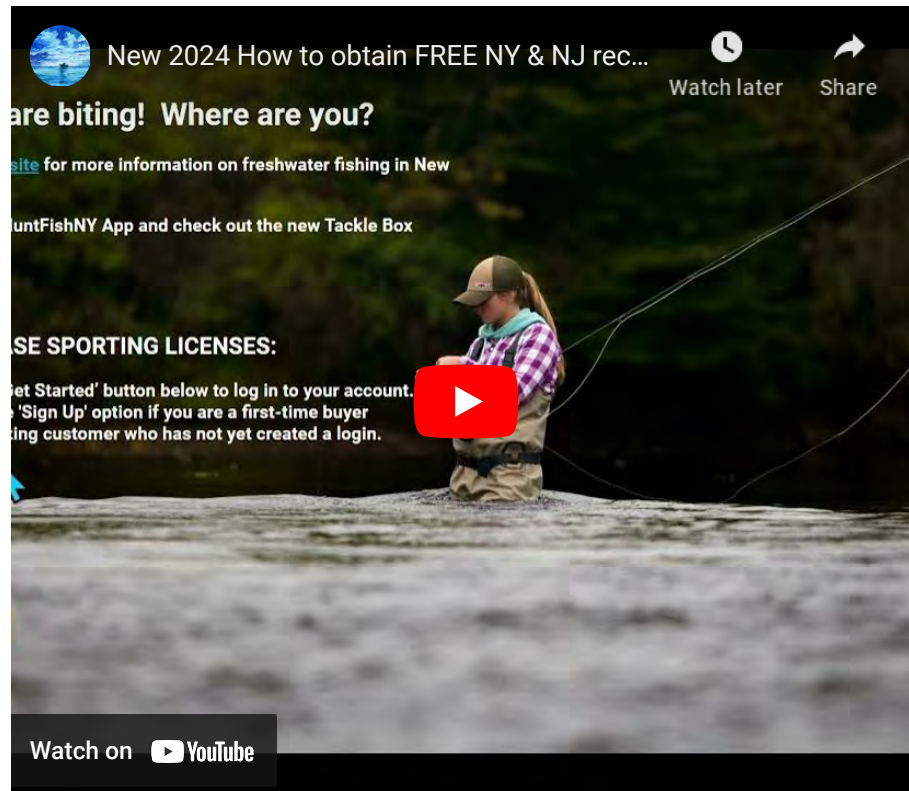 New 2024 How to obtain FREE NY & NJ rec...
Watch later
Share
are biting! Where are you?
site for more information on freshwater fishing in New
HuntFishNY App and check out the new Tackle Box
ASE SPORTING LICENSES:
Get Started’ button below to log in to your account.
'Sign Up' option if you are a first-time buyer
ting customer who has not yet created a login.
Watch on YouTube